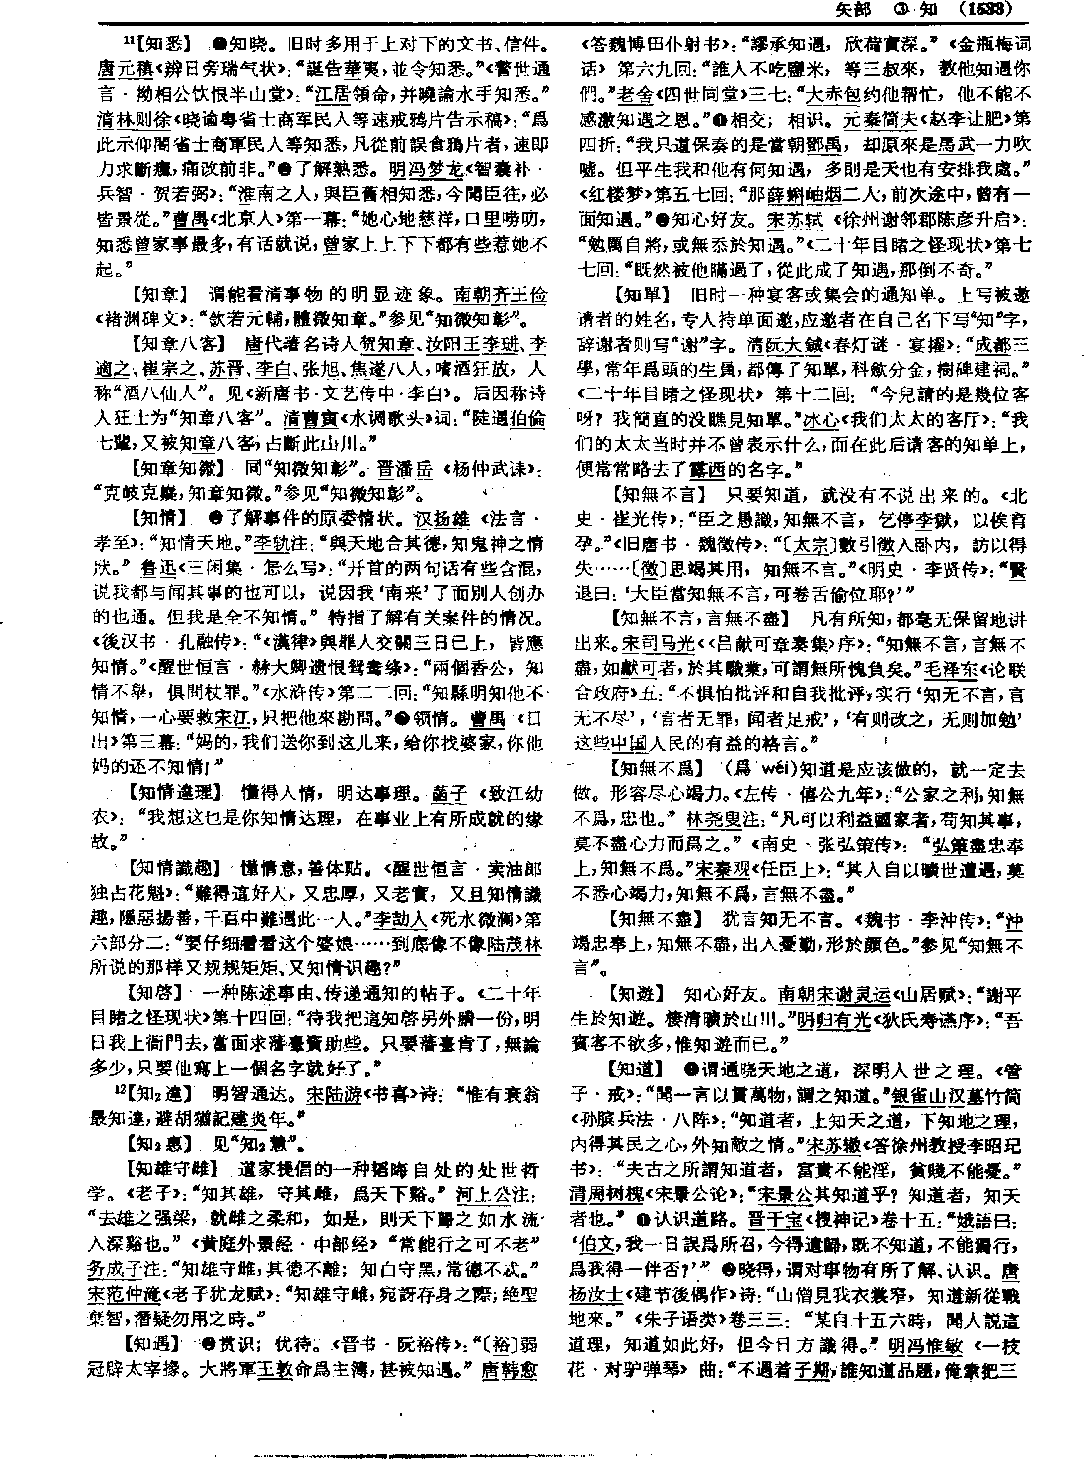 矢部 ③ 知 (1533)
¹¹【知悉】 ❶知晓。旧时多用于上对下的文书、信件。
唐元稹《辨日旁瑞气状》：“誕告華夷，並令知悉。”《警世通
言·拗相公饮恨半山堂》：“江居領命，并曉諭水手知悉。”
清林则徐《晓谕粤省士商军民人等速戒鸦片告示稿》：“爲
此示仰閤省士商軍民人等知悉，凡從前誤食鴉片者，速即
力求斷癮，痛改前非。”❷了解熟悉。明冯梦龙《智囊补·
兵智·贺若弼》：“淮南之人，與臣舊相知悉，今聞臣往，必
皆景從。”曹禺《北京人》第一幕：“她心地慈祥，口里唠叨，
知悉曾家事最多，有话就说，曾家上上下下都有些惹她不
起。”
【知章】 谓能看清事物的明显迹象。南朝齐王俭
《褚渊碑文》：“欽若元輔，體微知章。”参见“知微知彰”。
【知章八客】 唐代著名诗人贺知章、汝阳王李琎、李
适之、崔宗之、苏晋、李白、张旭、焦遂八人，嗜酒狂放，人
称“酒八仙人”。见《新唐书·文艺传中·李白》。后因称诗
人狂士为“知章八客”。清曹寅《水调歌头》词：“陡遇伯倫
七輩，又被知章八客，占斷此山川。”
【知章知微】 同“知微知彰”。晋潘岳《杨仲武诔》：
“克岐克嶷，知章知微。”参见“知微知彰”。
【知情】 ❶了解事件的原委情状。汉扬雄《法言·
孝至》：“知情天地。”李轨注：“與天地合其德，知鬼神之情
狀。” 鲁迅《三闲集·怎么写》：“开首的两句话有些含混，
说我都与闻其事的也可以，说因我‘南来’了而别人创办
的也通。但我是全不知情。”特指了解有关案件的情况。
《後汉书·孔融传》：“《漢律》與罪人交關三日已上，皆應
知情。”《醒世恒言·赫大卿遗恨鸳鸯绦》：“兩個香公，知
情不舉，俱問杖罪。”《水浒传》第二二回：“知縣明知他不
知情，一心要救宋江，只把他來勘問。”❷领情。曹禺《日
出》第三幕：“妈的，我们送你到这儿来，给你找婆家，你他
妈的还不知情！”
【知情達理】 懂得人情，明达事理。茵子《致江幼
农》：“我想这也是你知情达理，在事业上有所成就的缘
故。”
【知情識趣】 懂情意，善体贴。《醒世恒言·卖油郎
独占花魁》：“難得這好人，又忠厚，又老實，又且知情識
趣，隱惡揚善，千百中難遇此一人。”李劼人《死水微澜》第
六部分二：“要仔细看看这个婆娘……到底像不像陆茂林
所说的那样又规规矩矩、又知情识趣？”
【知啓】 一种陈述事由、传递通知的帖子。《二十年
目睹之怪现状》第十四回：“待我把這知啓另外謄一份，明
日我上衙門去，當面求藩臺資助些。只要藩臺肯了，無論
多少，只要他寫上一個名字就好了。”
¹²【知₂達】 明智通达。宋陆游《书喜》诗：“惟有衰翁
最知達，避胡猶記建炎年。”
【知₂惠】 见“知₂慧”。
【知雄守雌】 道家提倡的一种韬晦自处的处世哲
学。《老子》：“知其雄，守其雌，爲天下谿。”河上公注：
“去雄之强梁，就雌之柔和，如是，則天下歸之如水流
入深谿也。”《黄庭外景经·中部经》“常能行之可不老”
务成子注：“知雄守雌，其德不離；知白守黑，常德不忒。”
宋范仲淹《老子犹龙赋》：“知雄守雌，宛訝存身之際；絶聖
棄智，潛疑勿用之時。”
【知遇】 ❶赏识；优待。《晋书·阮裕传》：“〔裕〕弱
冠辟太宰掾。大將軍王敦命爲主簿，甚被知遇。”唐韩愈
《答魏博田仆射书》：“謬承知遇，欣荷實深。”《金瓶梅词
话》第六九回：“誰人不吃鹽米，等三叔來，教他知遇你
們。”老舍《四世同堂》三七：“大赤包约他帮忙，他不能不
感激知遇之恩。”❷相交；相识。元秦简夫《赵李让肥》第
四折：“我只道保奏的是當朝鄧禹，却原來是馬武一力吹
噓。但平生我和他有何知遇，多則是天也有安排我處。”
《红楼梦》第五七回：“那薛蝌岫烟二人，前次途中，曾有一
面知遇。”❸知心好友。宋苏轼《徐州谢邻郡陈彦升启》：
“勉厲自將，或無忝於知遇。”《二十年目睹之怪现状》第七
七回：“既然被他瞞過了，從此成了知遇，那倒不奇。”
【知單】 旧时一种宴客或集会的通知单。上写被邀
请者的姓名，专人持单面邀，应邀者在自己名下写“知”字，
辞谢者则写“谢”字。清阮大鋮《春灯谜·宴擢》：“成都三
學，常年爲頭的生員，都傳了知單，科歛分金，樹碑建祠。”
《二十年目睹之怪现状》第十二回：“今兒請的是幾位客
呀？我簡直的没瞧見知單。”冰心《我们太太的客厅》：“我
们的太太当时并不曾表示什么，而在此后请客的知单上，
便常常略去了露西的名字。”
【知無不言】 只要知道，就没有不说出来的。《北
史·崔光传》：“臣之愚識，知無不言，乞停李獄，以俟育
孕。”《旧唐书·魏徵传》：“〔太宗〕數引徵入卧内，訪以得
失……〔徵〕思竭其用，知無不言。”《明史·李贤传》：“賢
退曰：‘大臣當知無不言，可卷舌偷位耶？’”
【知無不言，言無不盡】 凡有所知，都毫无保留地讲
出来。宋司马光《〈吕献可章奏集〉序》：“知無不言，言無不
盡，如獻可者，於其職業，可謂無所愧負矣。”毛泽东《论联
合政府》五：“不惧怕批评和自我批评，实行‘知无不言，言
无不尽’，‘言者无罪，闻者足戒’，‘有则改之，无则加勉’
这些中国人民的有益的格言。”
【知無不爲】 （爲 wéi）知道是应该做的，就一定去
做。形容尽心竭力。《左传·僖公九年》：“公家之利，知無
不爲，忠也。”林尧叟注：“凡可以利益國家者，苟知其事，
莫不盡心力而爲之。”《南史·张弘策传》：“弘策盡忠奉
上，知無不爲。”宋秦观《任臣上》：“其人自以曠世遭遇，莫
不悉心竭力，知無不爲，言無不盡。”
【知無不盡】 犹言知无不言。《魏书·李沖传》：“沖
竭忠奉上，知無不盡，出入憂勤，形於顔色。”参见“知無不
言”。
【知遊】 知心好友。南朝宋谢灵运《山居赋》：“謝平
生於知遊。棲清曠於山川。”明归有光《狄氏寿讌序》：“吾
賓客不欲多，惟知遊而已。”
【知道】 ❶谓通晓天地之道，深明人世之理。《管
子·戒》：“聞一言以貫萬物，謂之知道。”银雀山汉墓竹简
《孙膑兵法·八阵》：“知道者，上知天之道，下知地之理，
内得其民之心，外知敵之情。”宋苏辙《答徐州教授李昭玘
书》：“夫古之所謂知道者，富貴不能淫，貧賤不能憂。”
清周树槐《宋景公论》：“宋景公其知道乎？知道者，知天
者也。”❷认识道路。晋干宝《搜神记》卷十五：“娥語曰：
‘伯文，我一日誤爲所召，今得遣歸，既不知道，不能獨行，
爲我得一伴否？’”❸晓得，谓对事物有所了解、认识。唐
杨汝士《建节後偶作》诗：“山僧見我衣裳窄，知道新從戰
地來。”《朱子语类》卷三三：“某自十五六時，聞人說這
道理，知道如此好，但今日方識得。”明冯惟敏《一枝
花·对驴弹琴》曲：“不遇着子期，誰知道品題，俺索把三